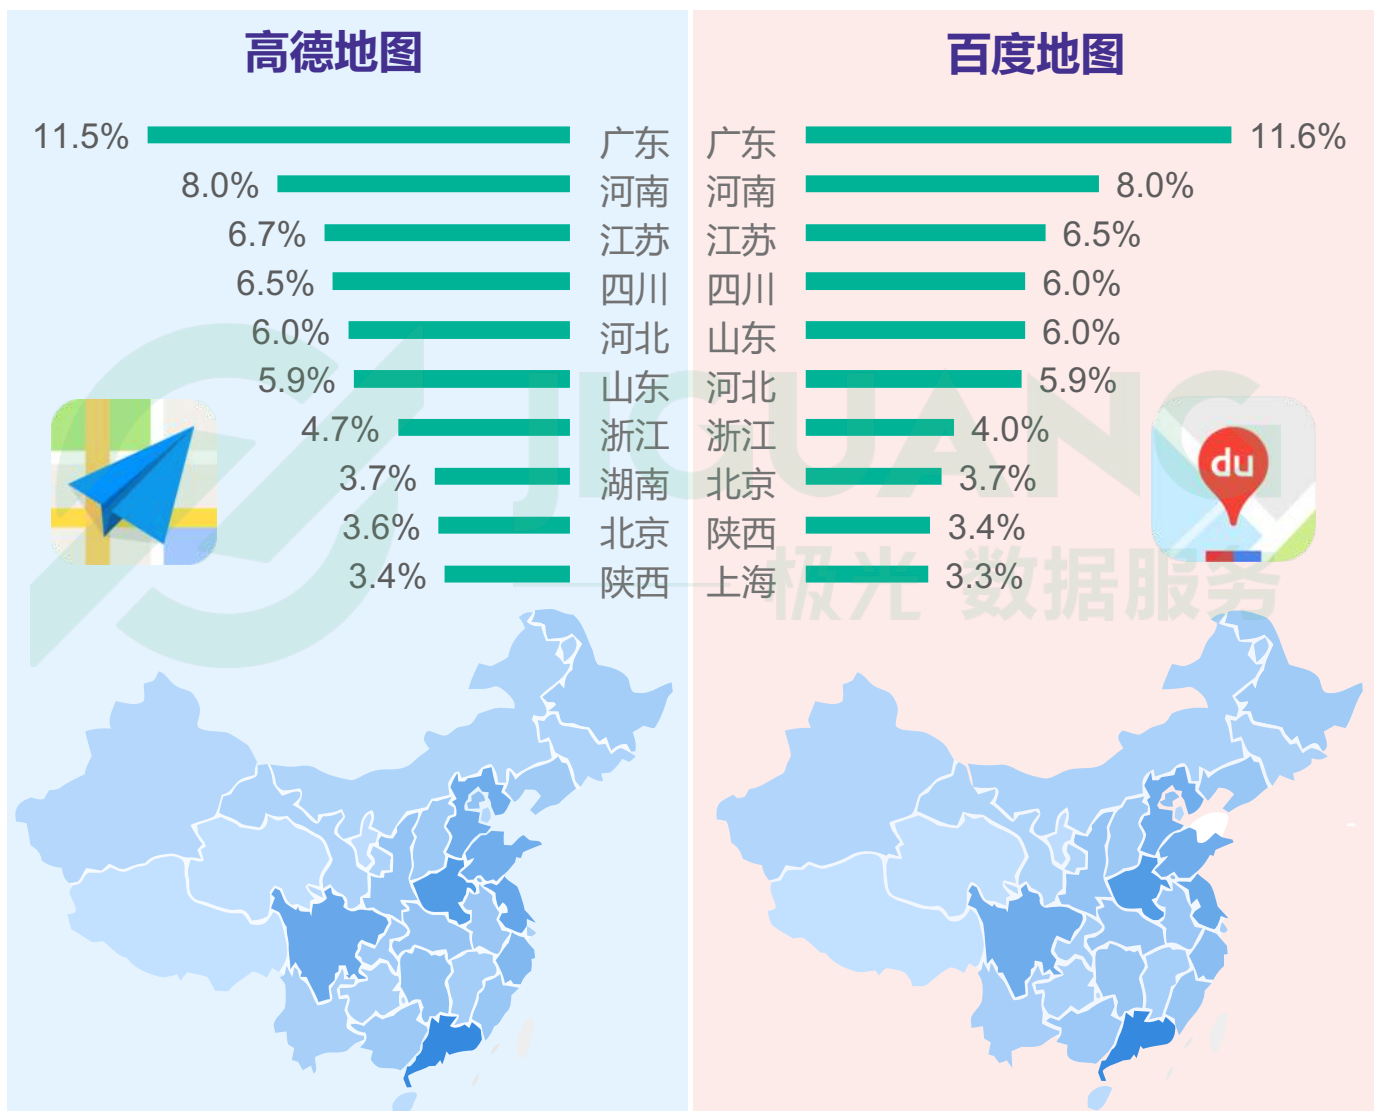 高德地图
11.5% 广东
8.0% 河南
6.7% 江苏
6.5% 四川
6.0% 河北
5.9% 山东
4.7% 浙江
3.7% 湖南
3.6% 北京
3.4% 陕西
百度地图
广东 11.6%
河南 8.0%
江苏 6.5%
四川 6.0%
山东 6.0%
河北 5.9%
浙江 4.0%
北京 3.7%
陕西 3.4%
上海 3.3%
du
JIGUANG
极光 数据服务